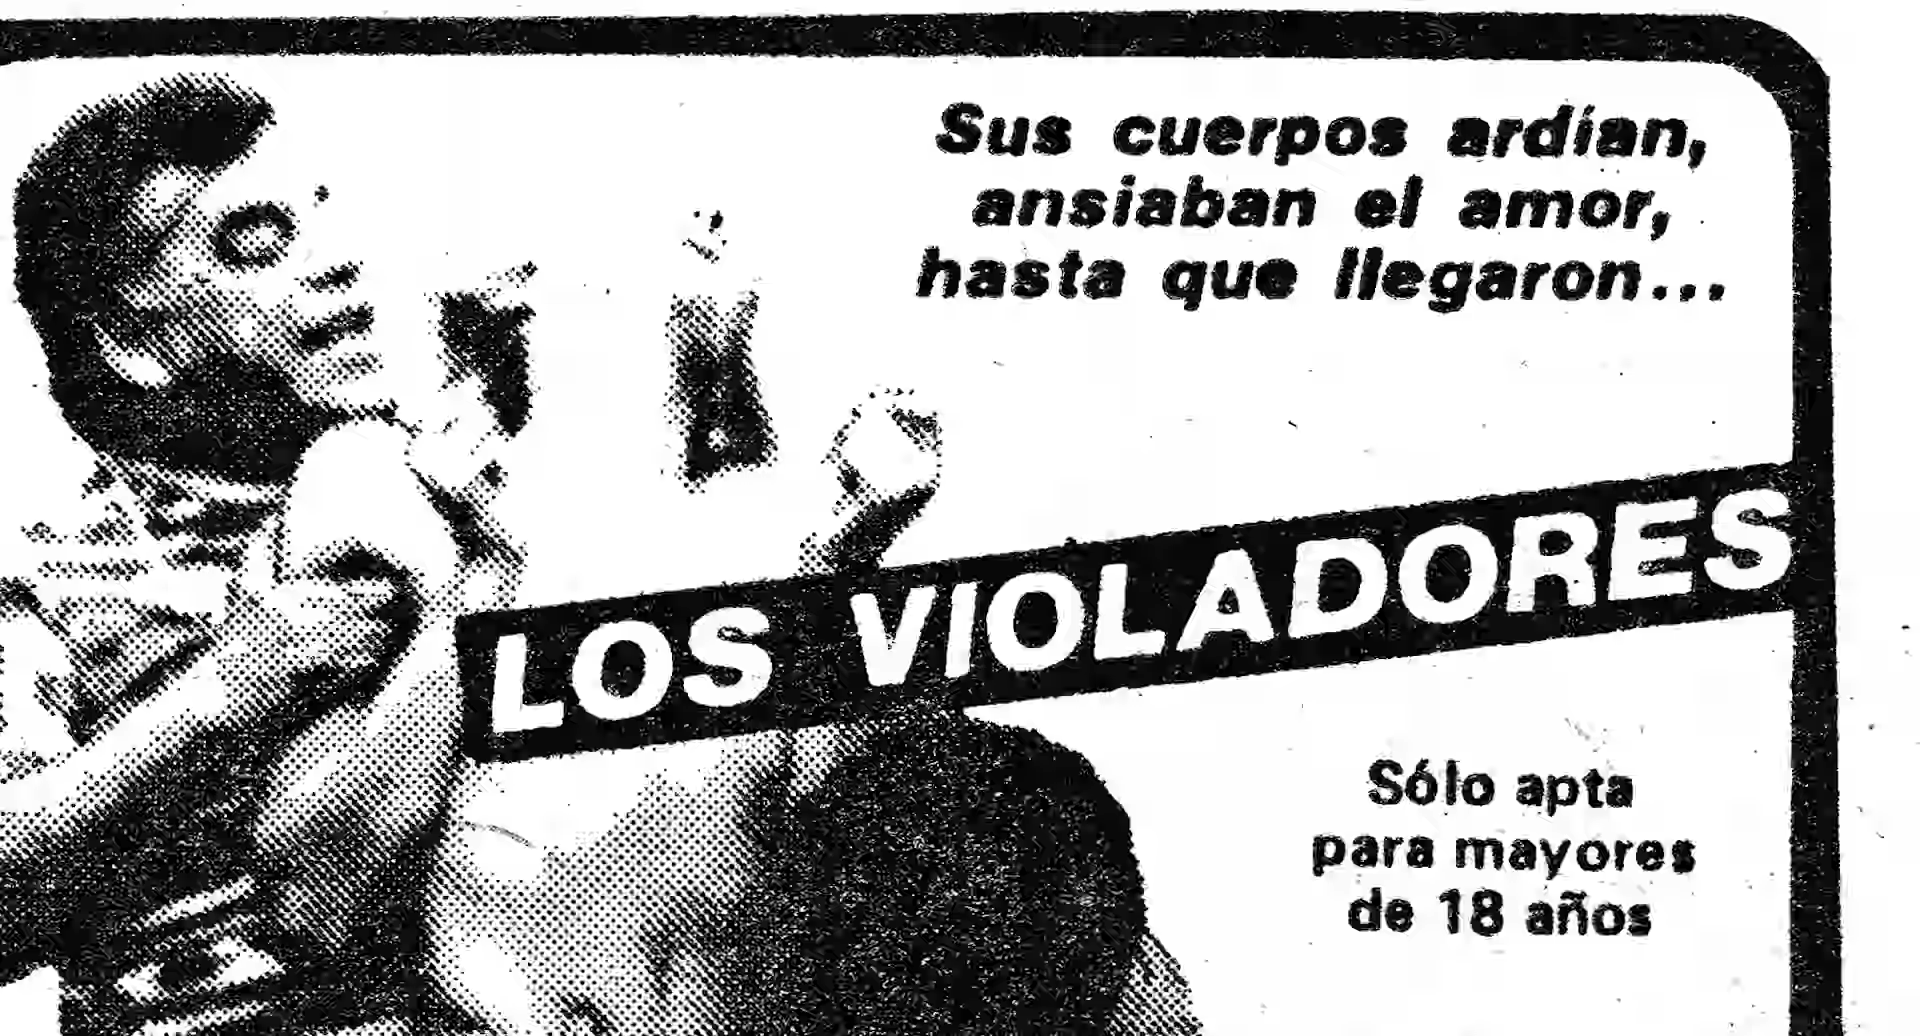 Sus cuerpos ardían,
ansiaban el amor,
hasta que llegaron...
LOS VIOLADORES
Sólo apta
para mayores
de 18 años